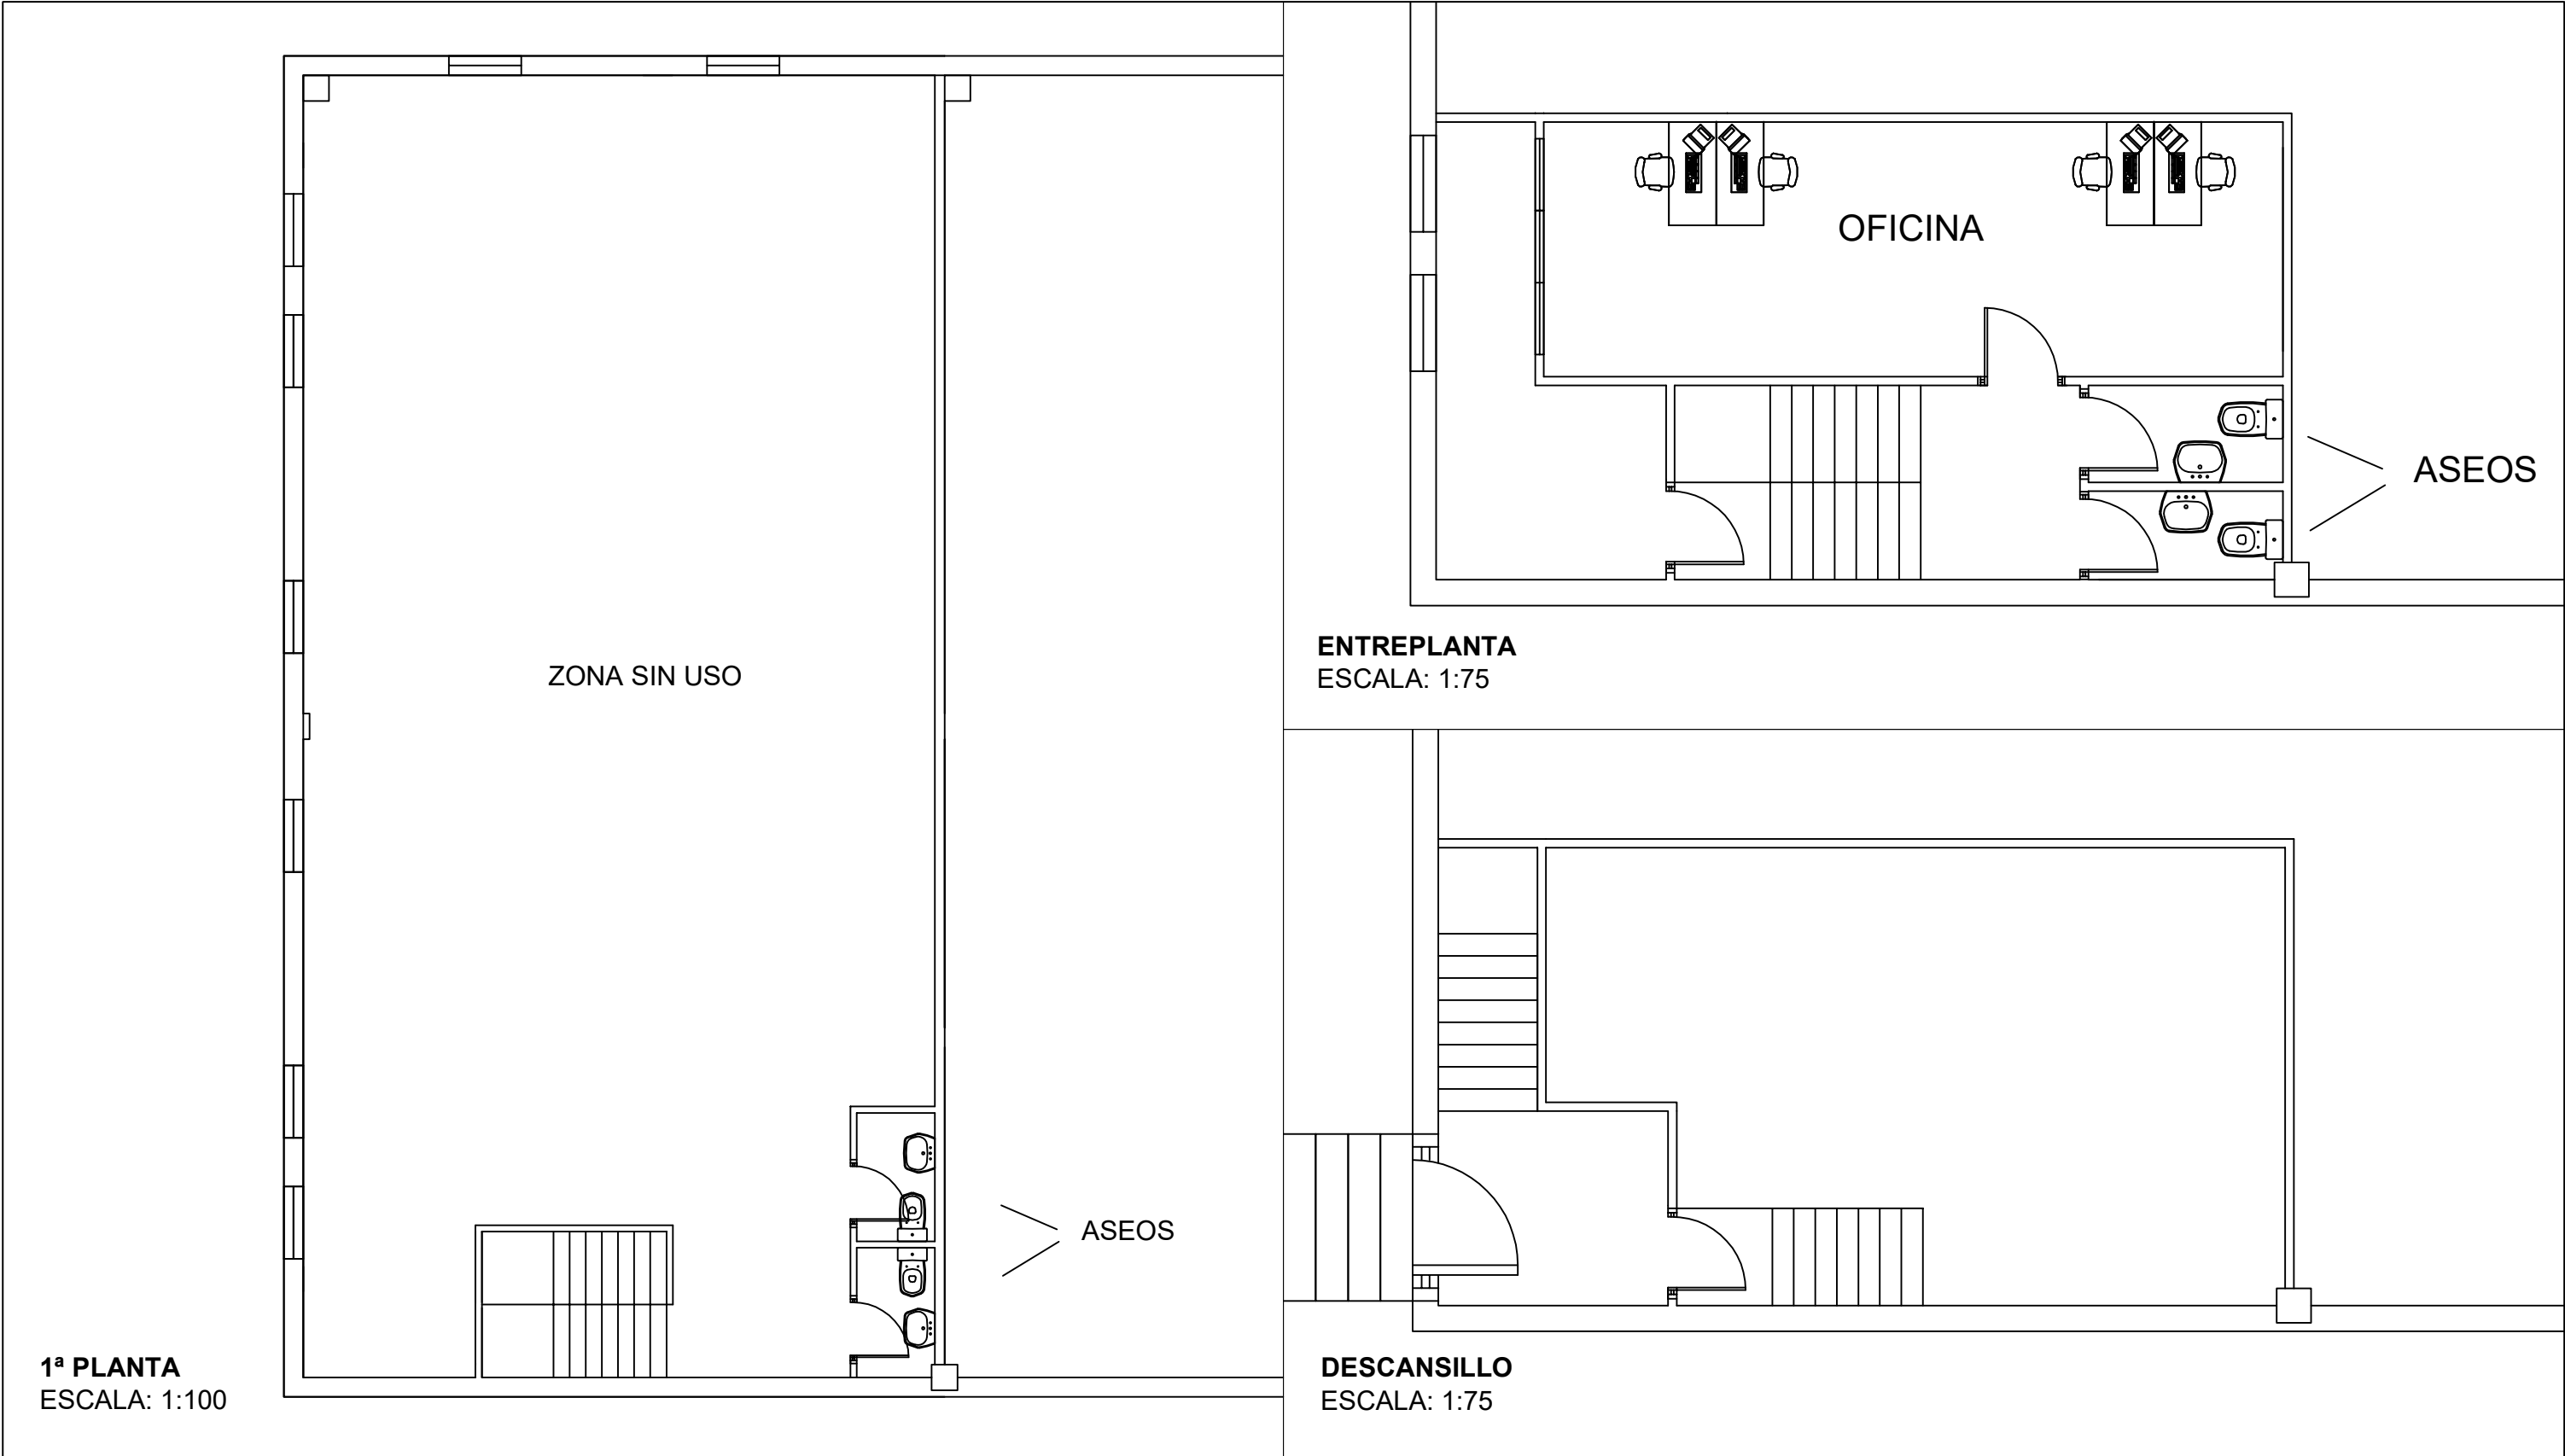 ZONA SIN USO
ASEOS
1ª PLANTA
ESCALA: 1:100
OFICINA
ASEOS
ENTREPLANTA
ESCALA: 1:75
DESCANSILLO
ESCALA: 1:75